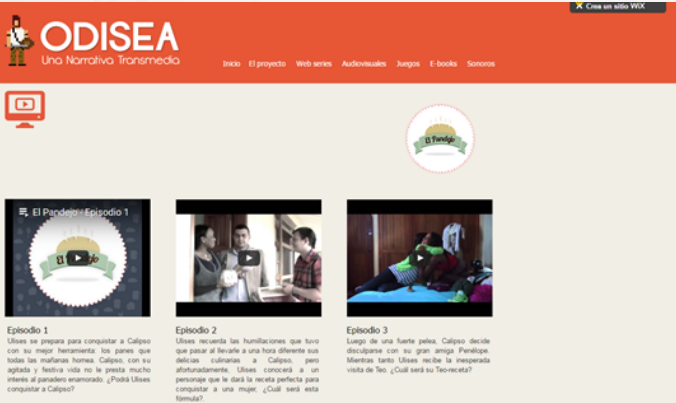 Crea un sitio WiX
ODISEA
Una Narrativa Transmedia
Inicio El proyecto Web series Audiovisuales Juegos E-books Sonoros
El Pandejo
El Pandejo - Episodio 1
El Pandejo
Episodio 1
Ulises se prepara para conquistar a Calipso
con su mejor herramienta: los panes que
todas las mañanas hornea. Calipso, con su
agitada y festiva vida no le presta mucho
interés al panadero enamorado. ¿Podrá Ulises
conquistar a Calipso?
Episodio 2
Ulises recuerda las humillaciones que tuvo
que pasar al llevarle a una hora diferente sus
delicias culinarias a Calipso, pero
afortunadamente, Ulises conocerá a un
personaje que le dará la receta perfecta para
conquistar a una mujer, ¿Cuál será esta
fórmula?
Episodio 3
Luego de una fuerte pelea, Calipso decide
disculparse con su gran amiga Penélope.
Mientras tanto Ulises recibe la inesperada
visita de Teo. ¿Cuál será su Teo-receta?